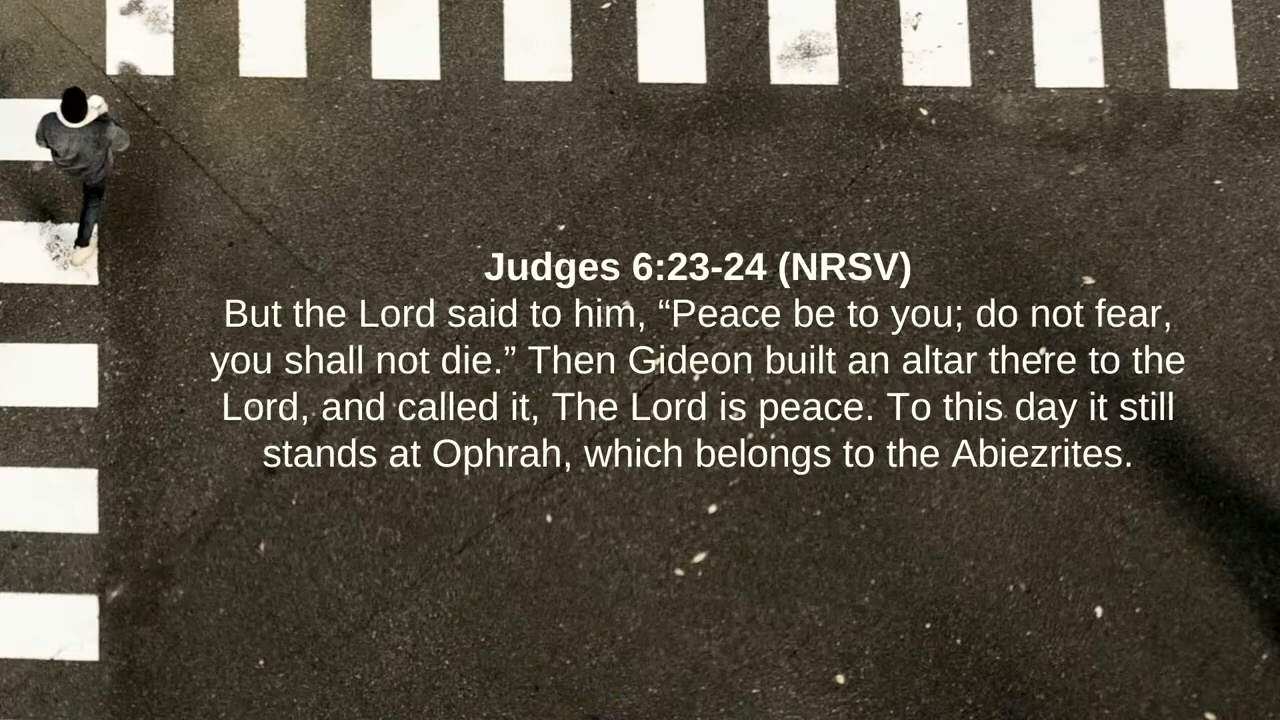 Judges 6:23-24 (NRSV)
But the Lord said to him, “Peace be to you; do not fear,
you shall not die.” Then Gideon built an altar there to the
Lord, and called it, The Lord is peace. To this day it still
stands at Ophrah, which belongs to the Abiezrites.